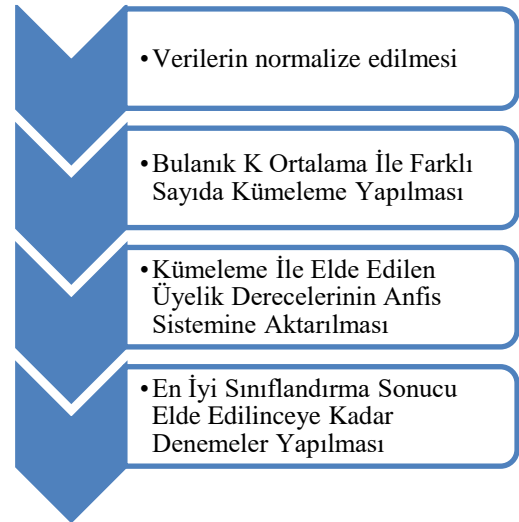 •Verilerin normalize edilmesi
•Bulanık K Ortalama İle Farklı
Sayıda Kümeleme Yapılması
•Kümeleme İle Elde Edilen
Üyelik Derecelerinin Anfis
Sistemine Aktarılması
•En İyi Sınıflandırma Sonucu
Elde Edilinceye Kadar
Denemeler Yapılması